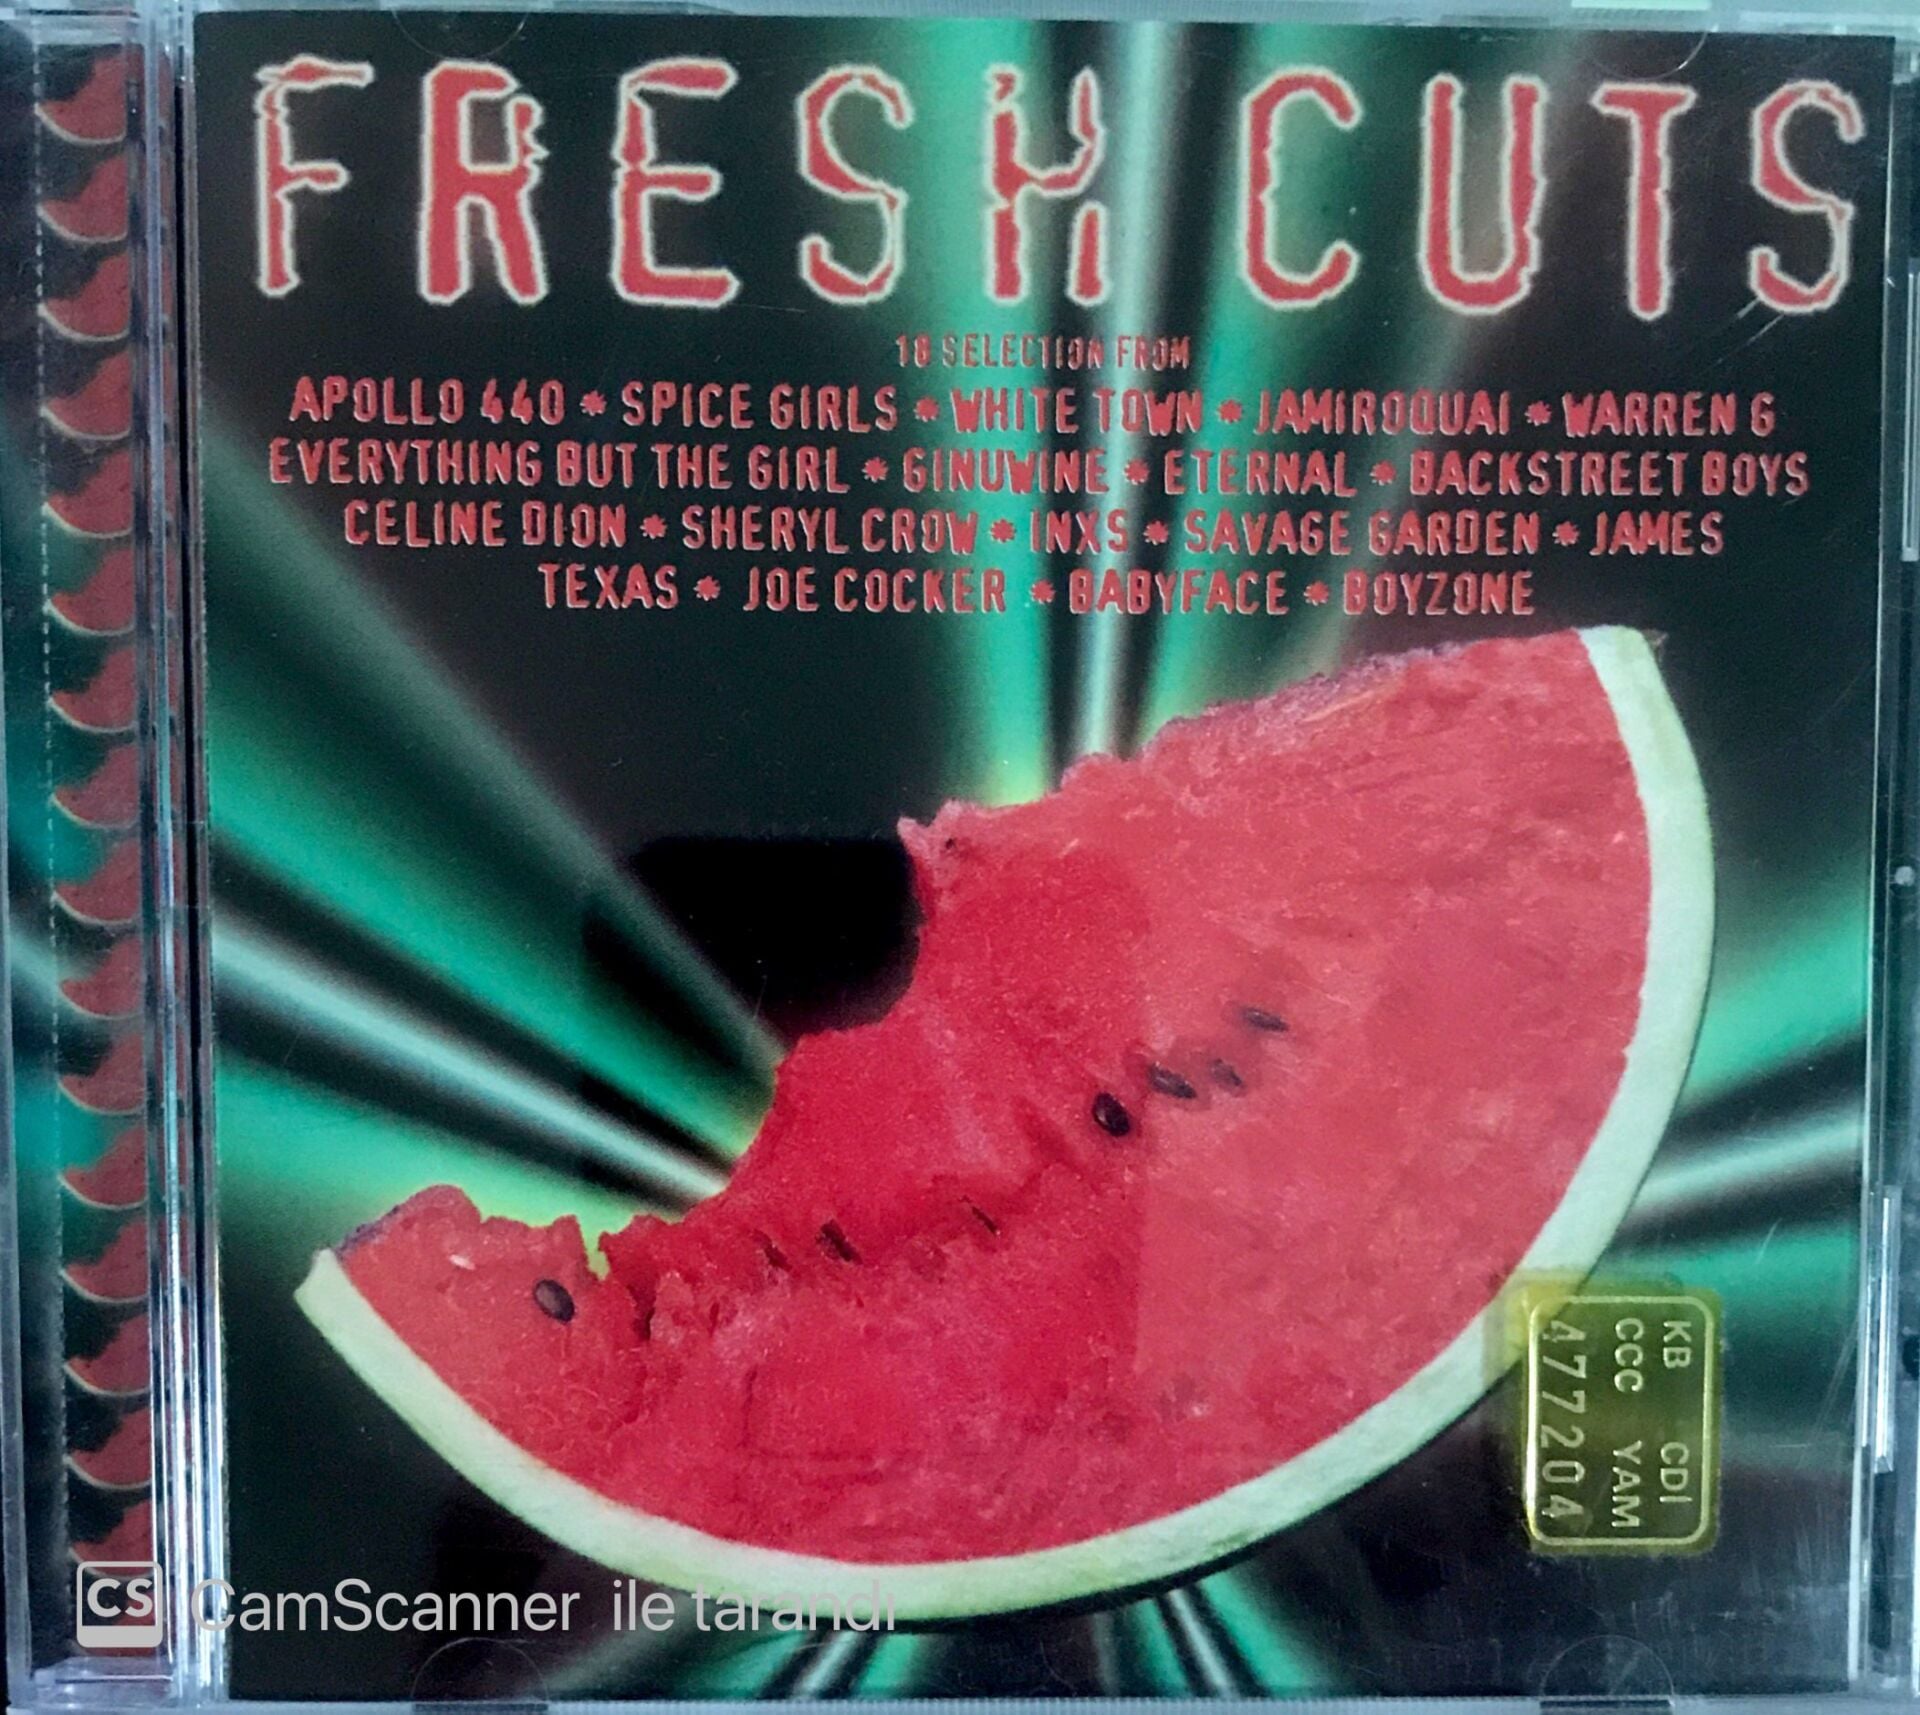 FRESH CUTS
18 SELECTION FROM
APOLLO 440 * SPICE GIRLS * WHITE TOWN * JAMIROQUAI * WARREN G
EVERYTHING BUT THE GIRL * GINUWINE * ETERNAL * BACKSTREET BOYS
CELINE DION * SHERYL CROW * INXS * SAVAGE GARDEN * JAMES
TEXAS * JOE COCKER * BABYFACE * BOYZONE
KB CDI
CCC YAM
477204
CS CamScanner ile tarandı